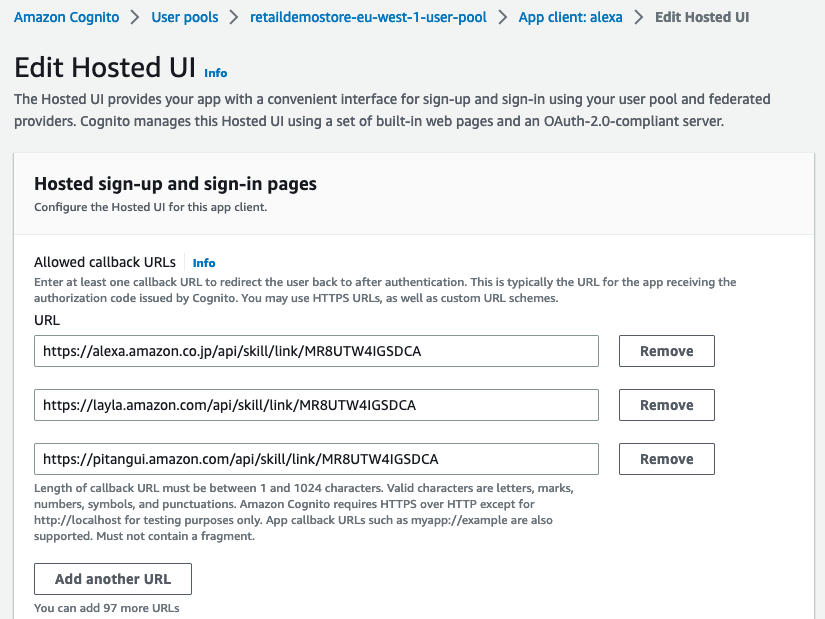 Amazon Cognito > User pools > retaildemostore-eu-west-1-user-pool > App client: alexa > Edit Hosted UI
Edit Hosted UI Info
The Hosted UI provides your app with a convenient interface for sign-up and sign-in using your user pool and federated
providers. Cognito manages this Hosted UI using a set of built-in web pages and an OAuth-2.0-compliant server.
Hosted sign-up and sign-in pages
Configure the Hosted UI for this app client.
Allowed callback URLs Info
Enter at least one callback URL to redirect the user back to after authentication. This is typically the URL for the app receiving the
authorization code issued by Cognito. You may use HTTPS URLs, as well as custom URL schemes.
URL
https://alexa.amazon.co.jp/api/skill/link/MR8UTW4IGSDCA Remove
https://layla.amazon.com/api/skill/link/MR8UTW4IGSDCA Remove
https://pitangui.amazon.com/api/skill/link/MR8UTW4IGSDCA Remove
Length of callback URL must be between 1 and 1024 characters. Valid characters are letters, marks,
numbers, symbols, and punctuations. Amazon Cognito requires HTTPS over HTTP except for
http://localhost for testing purposes only. App callback URLs such as myapp://example are also
supported. Must not contain a fragment.
Add another URL
You can add 97 more URLs